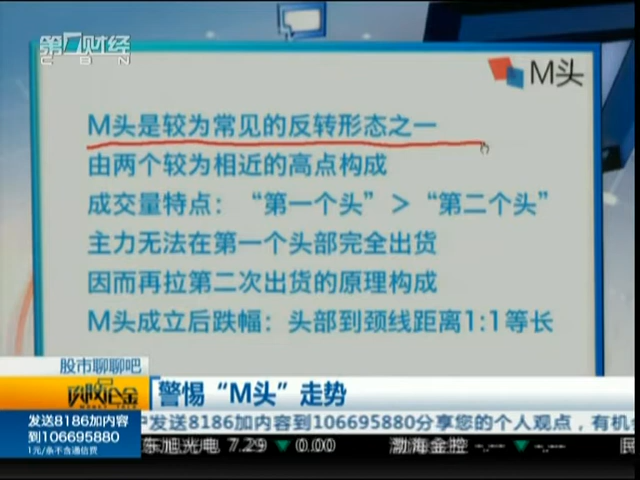 第一财经
CBN
M头
M头是较为常见的反转形态之一
由两个较为相近的高点构成
成交量特点：“第一个头”＞“第二个头”
主力无法在第一个头部完全出货
因而再拉第二次出货的原理构成
M头成立后跌幅：头部到颈线距离1:1等长
股市聊聊吧
谈股论金
警惕“M头”走势
发送8186加内容
到106695880
1元/条不含通信费
户发送8186加内容到106695880分享您的个人观点，有机会
东旭光电 7.29 ▼ 0.00 渤海金控 -.-- ▼ -.-- 民